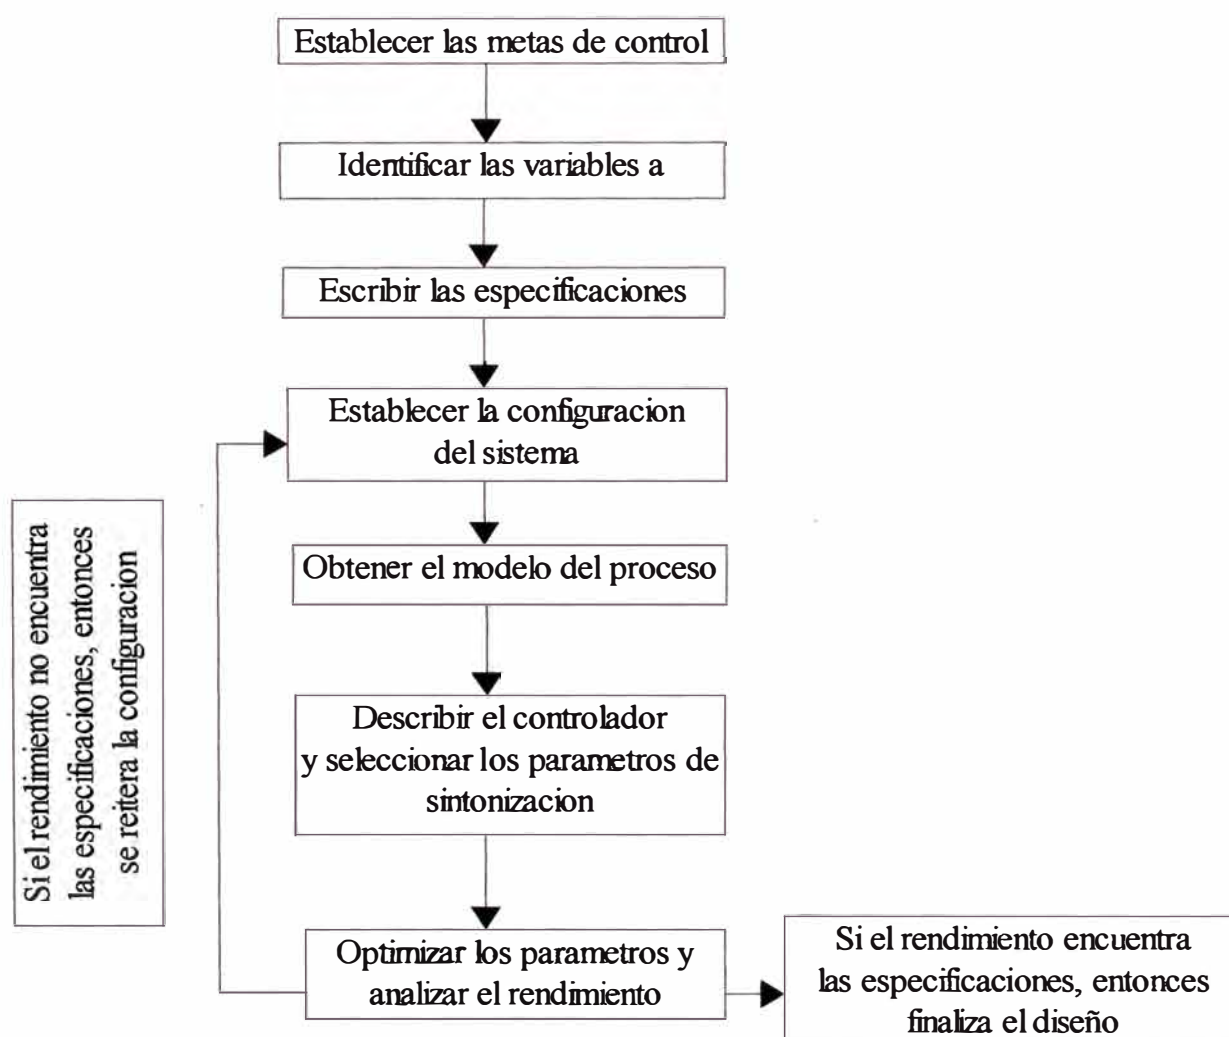 Establecer las metas de control
Identificar las variables a
Escribir las especificaciones
Establecer la configuracion
del sistema
Obtener el modelo del proceso
Describir el controlador
y seleccionar los parametros de
sintonizacion
Optimizar los parametros y
analizar el rendimiento
Si el rendimiento encuentra
las especificaciones, entonces
finaliza el diseño
Si el rendimiento no encuentra
las especificaciones, entonces
se reitera la configuracion